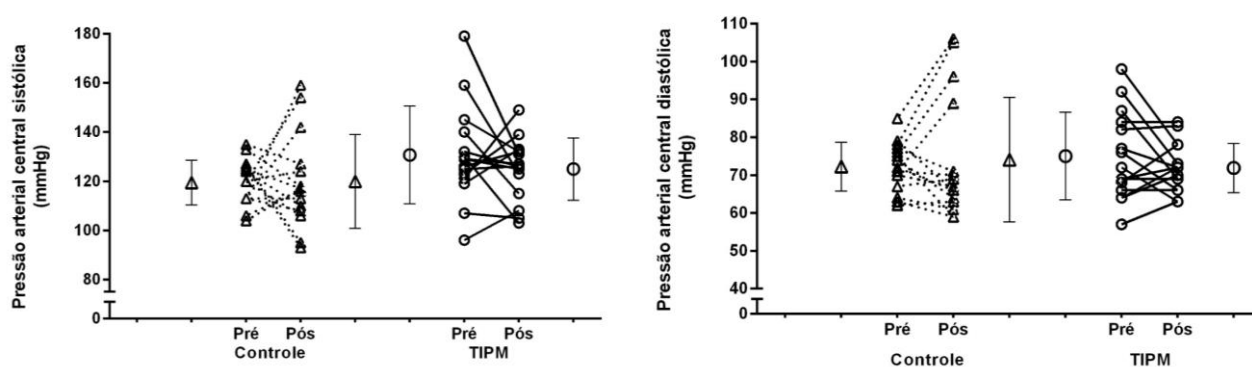 Pressão arterial central sistólica
(mmHg)
180
160
140
120
100
80
0
Pré Pós
Controle
Pré Pós
TIPM
Pressão arterial central diastólica
(mmHg)
110
100
90
80
70
60
50
40
0
Pré Pós
Controle
Pré Pós
TIPM